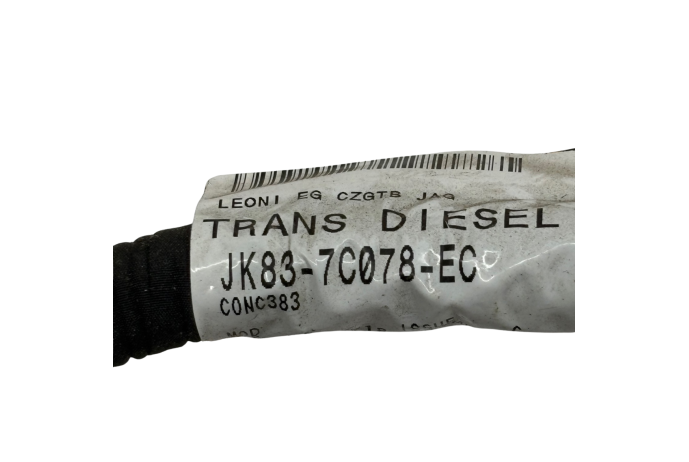 LEONI EG CZGTB JAG
TRANS DIESEL
JK83-7C078-EC
CONC383